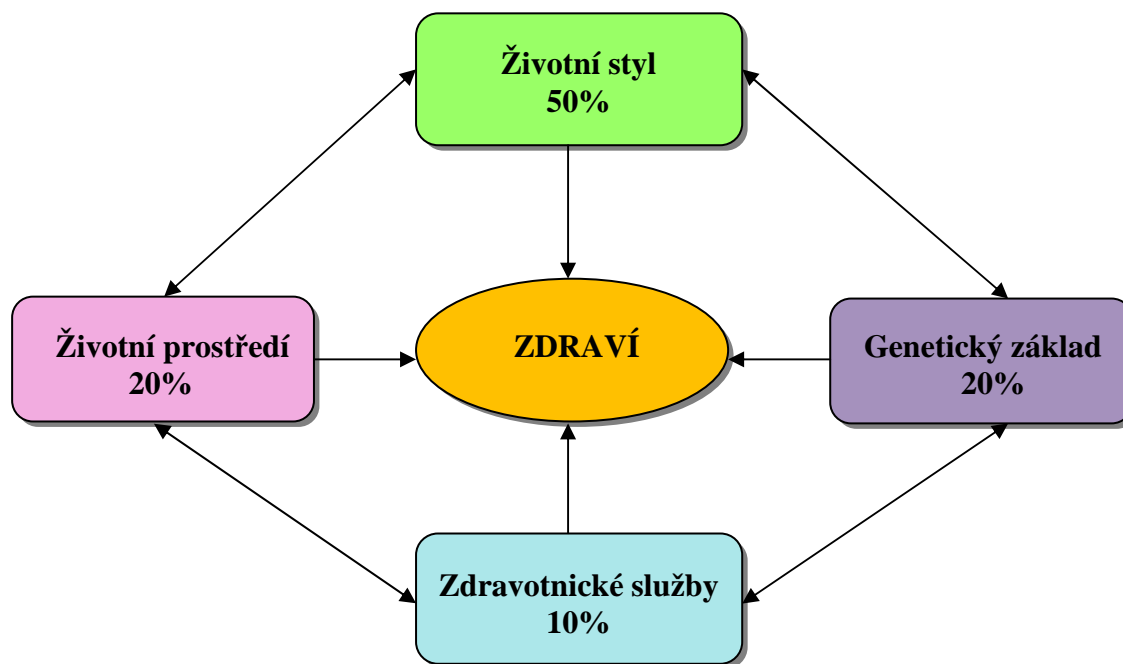 Životní styl
50%
Životní prostředí
20%
ZDRAVÍ
Genetický základ
20%
Zdravotnické služby
10%